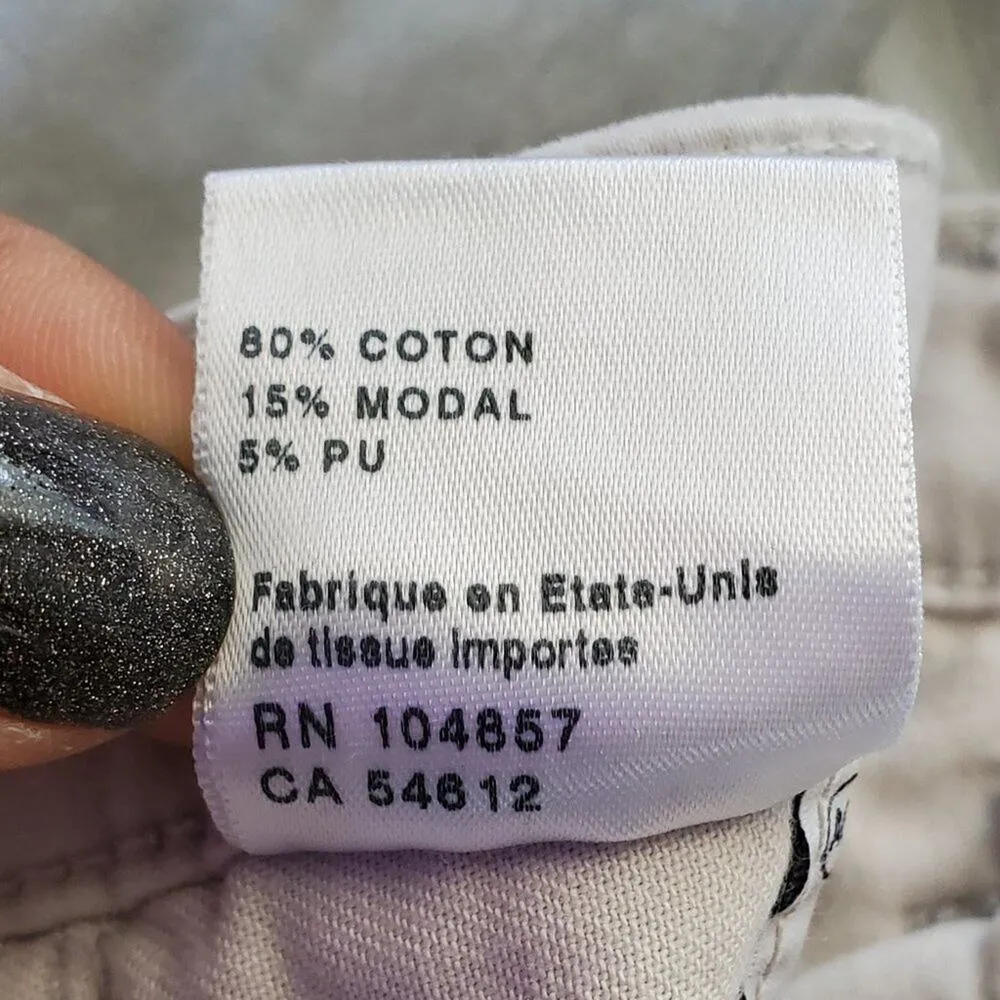 80% COTON
15% MODAL
5% PU
Fabrique en Etats-Unis
de tissue importes
RN 104857
CA 54612